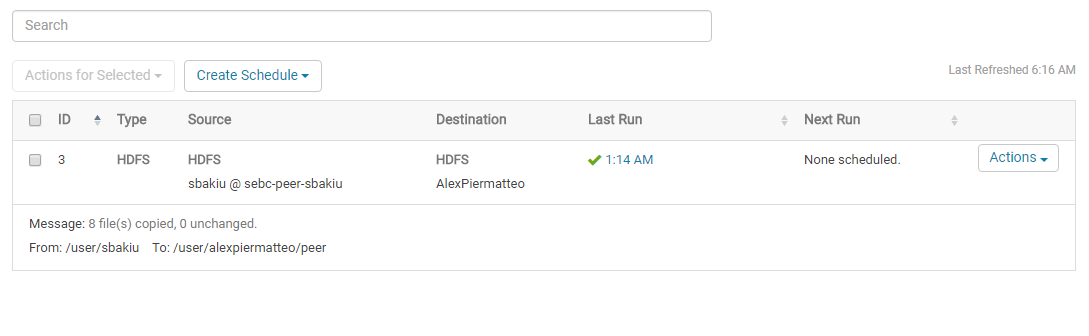 Search
Actions for Selected Create Schedule Last Refreshed 6:16 AM
ID Type Source Destination Last Run Next Run
3 HDFS HDFS HDFS 1:14 AM None scheduled. Actions
sbakiu @ sebc-peer-sbakiu AlexPiermatteo
Message: 8 file(s) copied, 0 unchanged.
From: /user/sbakiu To: /user/alexpiermatteo/peer